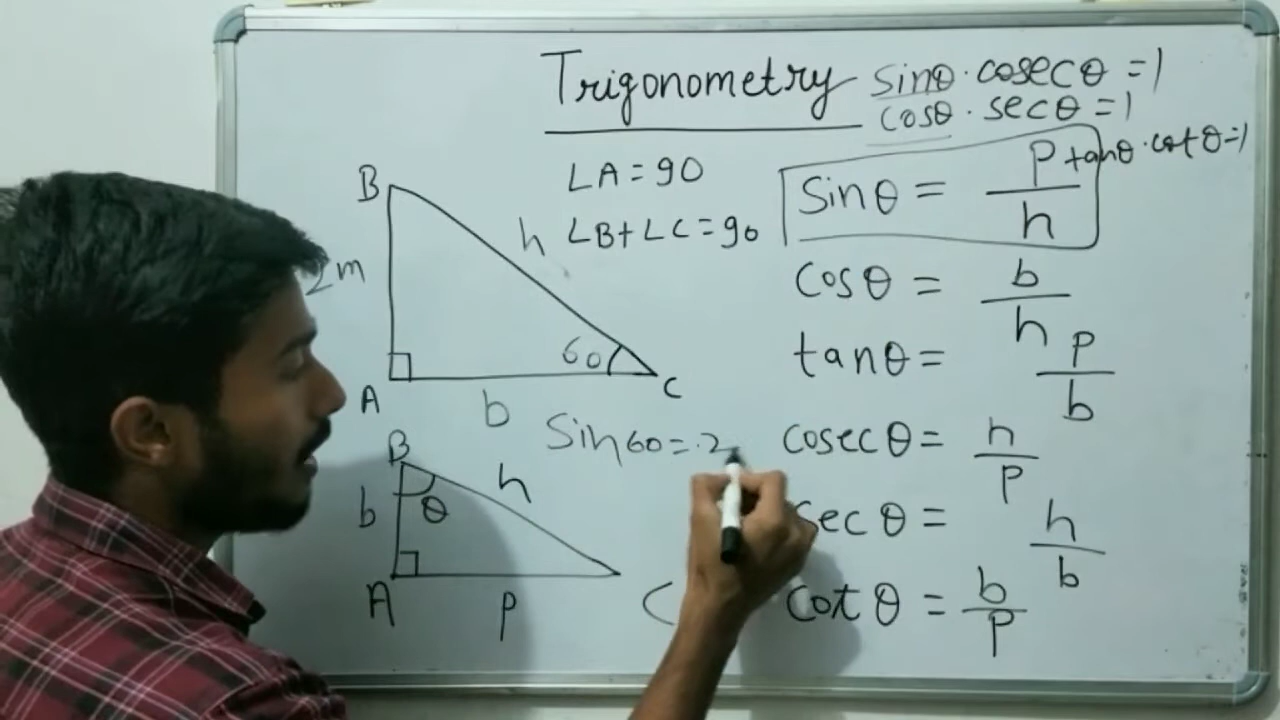 Trigonometry
sinθ · cosecθ = 1
cosθ · secθ = 1
tanθ · cotθ = 1
∠A = 90
∠B + ∠C = 90
Sinθ = p/h
cosθ = b/h
tanθ = p/b
cosecθ = h/p
secθ = h/b
cotθ = b/p
B
2m
h
60
A
b
C
Sin60 = 2
B
b
θ
h
A
p
C